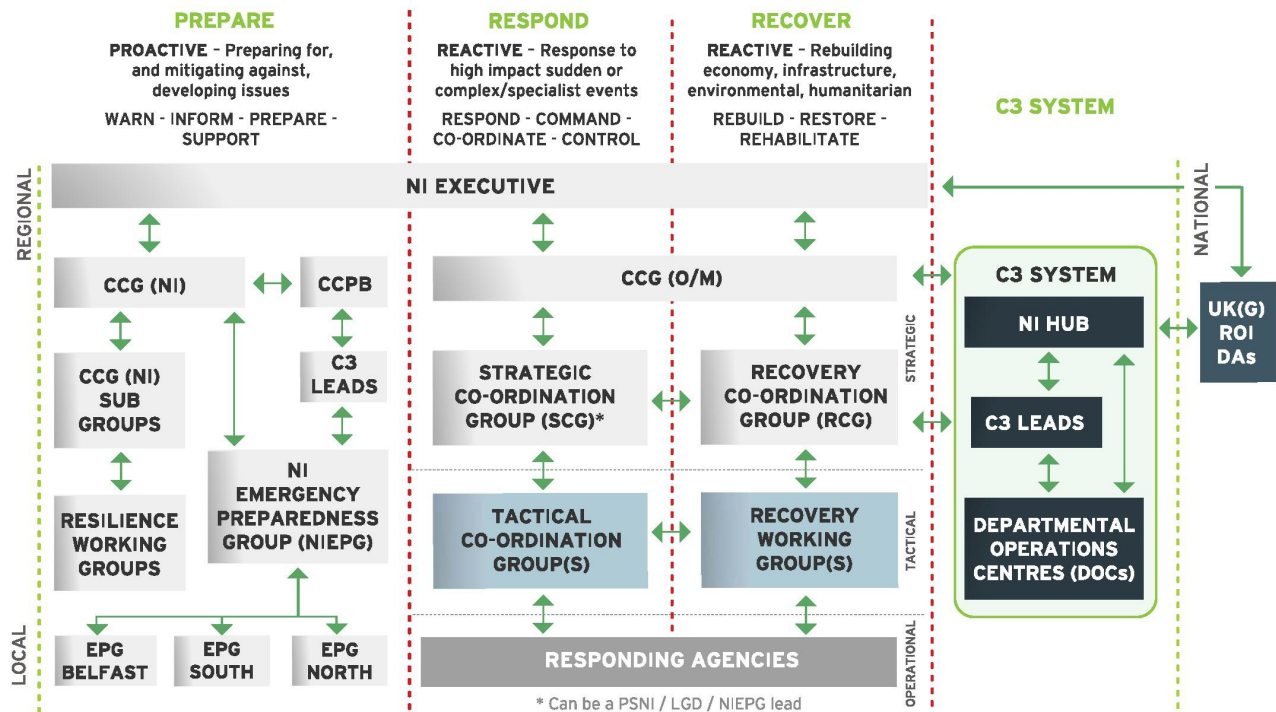 PREPARE
PROACTIVE - Preparing for,
and mitigating against,
developing issues
WARN - INFORM - PREPARE -
SUPPORT
RESPOND
REACTIVE - Response to
high impact sudden or
complex/specialist events
RESPOND - COMMAND -
CO-ORDINATE - CONTROL
RECOVER
REACTIVE - Rebuilding
economy, infrastructure,
environmental, humanitarian
REBUILD - RESTORE -
REHABILITATE
C3 SYSTEM
REGIONAL
NI EXECUTIVE
NATIONAL
CCG (NI)
CCPB
CCG (O/M)
C3 SYSTEM
NI HUB
UK(G)
ROI
DAs
CCG (NI)
SUB
GROUPS
C3
LEADS
STRATEGIC
CO-ORDINATION
GROUP (SCG)*
RECOVERY
CO-ORDINATION
GROUP (RCG)
STRATEGIC
C3 LEADS
RESILIENCE
WORKING
GROUPS
NI
EMERGENCY
PREPAREDNESS
GROUP (NIEPG)
TACTICAL
CO-ORDINATION
GROUP(S)
RECOVERY
WORKING
GROUP(S)
TACTICAL
DEPARTMENTAL
OPERATIONS
CENTRES (DOCs)
LOCAL
EPG
BELFAST
EPG
SOUTH
EPG
NORTH
RESPONDING AGENCIES
OPERATIONAL
* Can be a PSNI / LGD / NIEPG lead